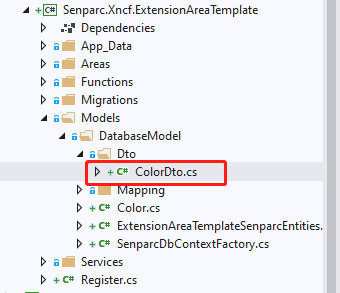 Senparc.Xncf.ExtensionAreaTemplate
Dependencies
App_Data
Areas
Functions
Migrations
Models
DatabaseModel
Dto
C# ColorDto.cs
Mapping
C# Color.cs
C# ExtensionAreaTemplateSenparcEntities.
C# SenparcDbContextFactory.cs
Services
C# Register.cs